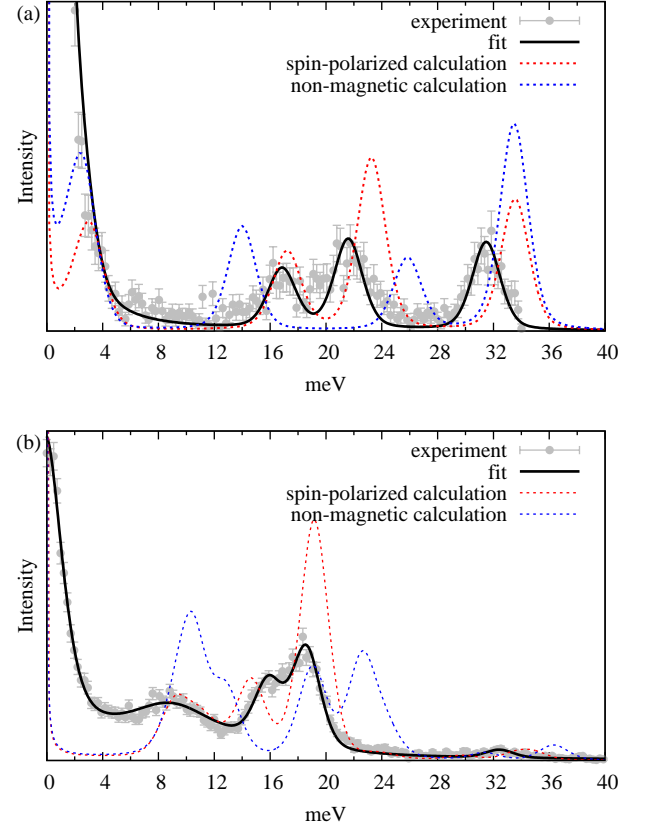 (a)
experiment
fit
spin-polarized calculation
non-magnetic calculation
Intensity
0 4 8 12 16 20 24 28 32 36 40
meV
(b)
experiment
fit
spin-polarized calculation
non-magnetic calculation
Intensity
0 4 8 12 16 20 24 28 32 36 40
meV